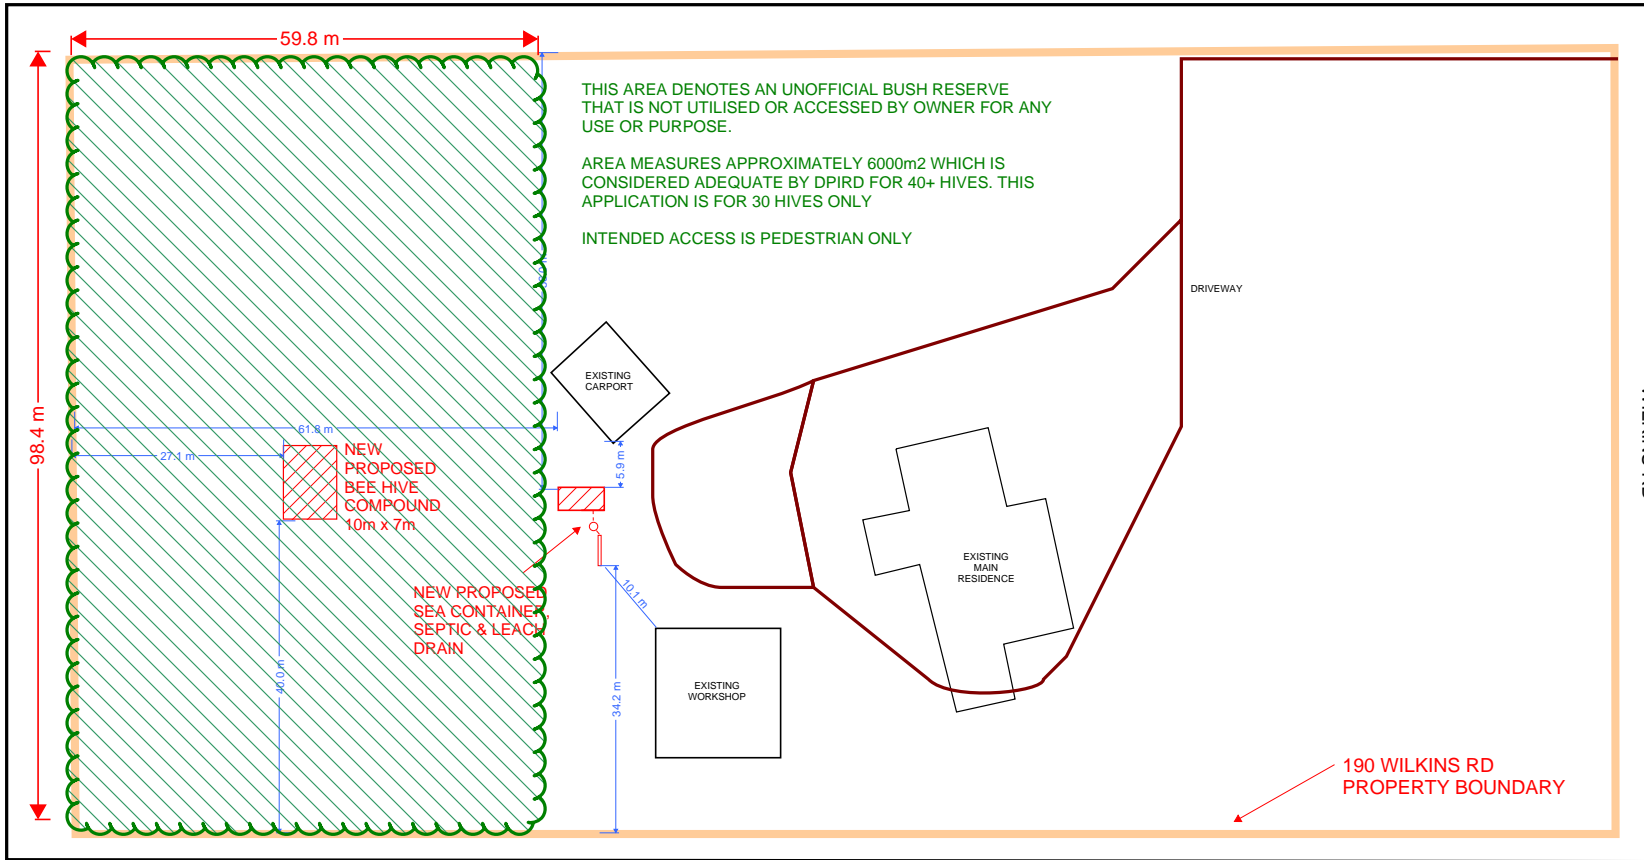 59.8 m
98.4 m
THIS AREA DENOTES AN UNOFFICIAL BUSH RESERVE
THAT IS NOT UTILISED OR ACCESSED BY OWNER FOR ANY
USE OR PURPOSE.
AREA MEASURES APPROXIMATELY 6000m2 WHICH IS
CONSIDERED ADEQUATE BY DPIRD FOR 40+ HIVES. THIS
APPLICATION IS FOR 30 HIVES ONLY
INTENDED ACCESS IS PEDESTRIAN ONLY
DRIVEWAY
EXISTING
CARPORT
61.8 m
27.1 m
5.9 m
NEW
PROPOSED
BEE HIVE
COMPOUND
10m x 7m
NEW PROPOSED
SEA CONTAINER,
SEPTIC & LEACH
DRAIN
10.1 m
40.0 m
34.2 m
EXISTING
MAIN
RESIDENCE
EXISTING
WORKSHOP
190 WILKINS RD
PROPERTY BOUNDARY